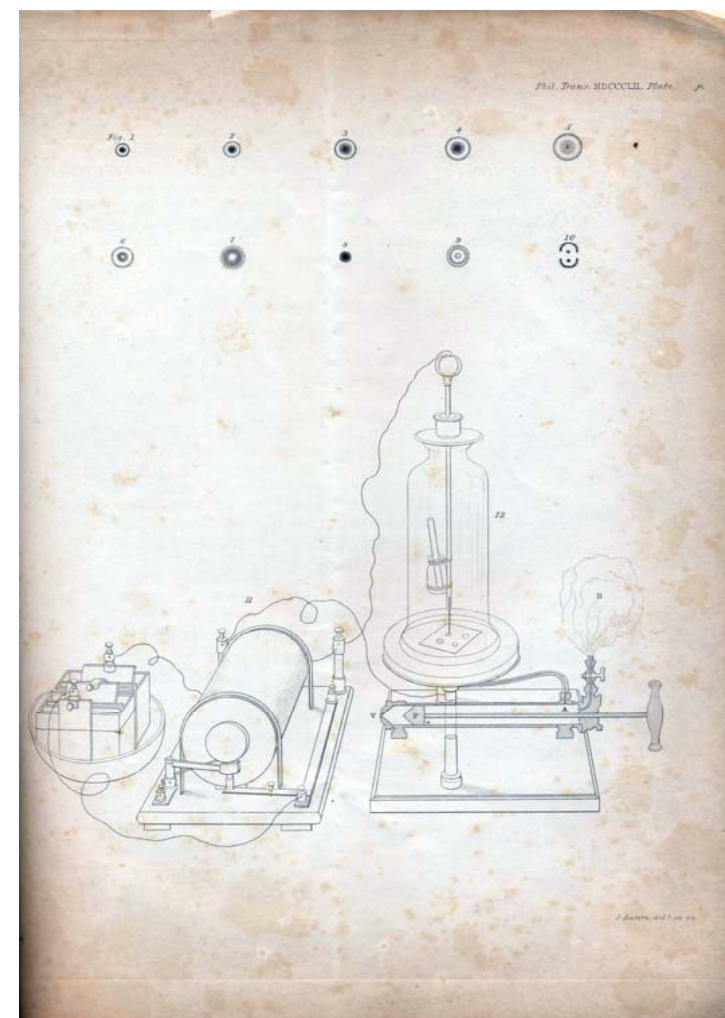 Phil. Trans. MDCCCLII. Plate
Fig. 1 2 3 4 5
6 7 8 9 10
12
11
B
A
V P